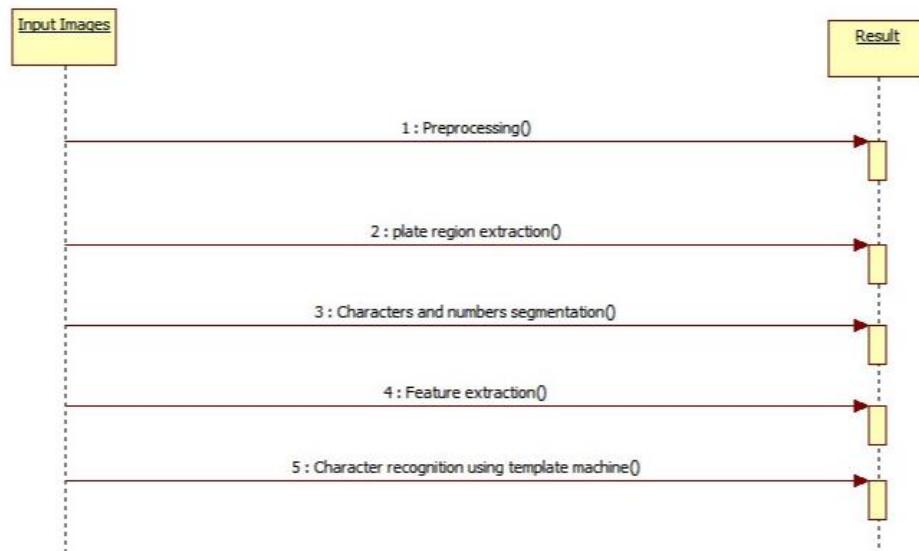 Input Images
Result
1 : Preprocessing()
2 : plate region extraction()
3 : Characters and numbers segmentation()
4 : Feature extraction()
5 : Character recognition using template machine()